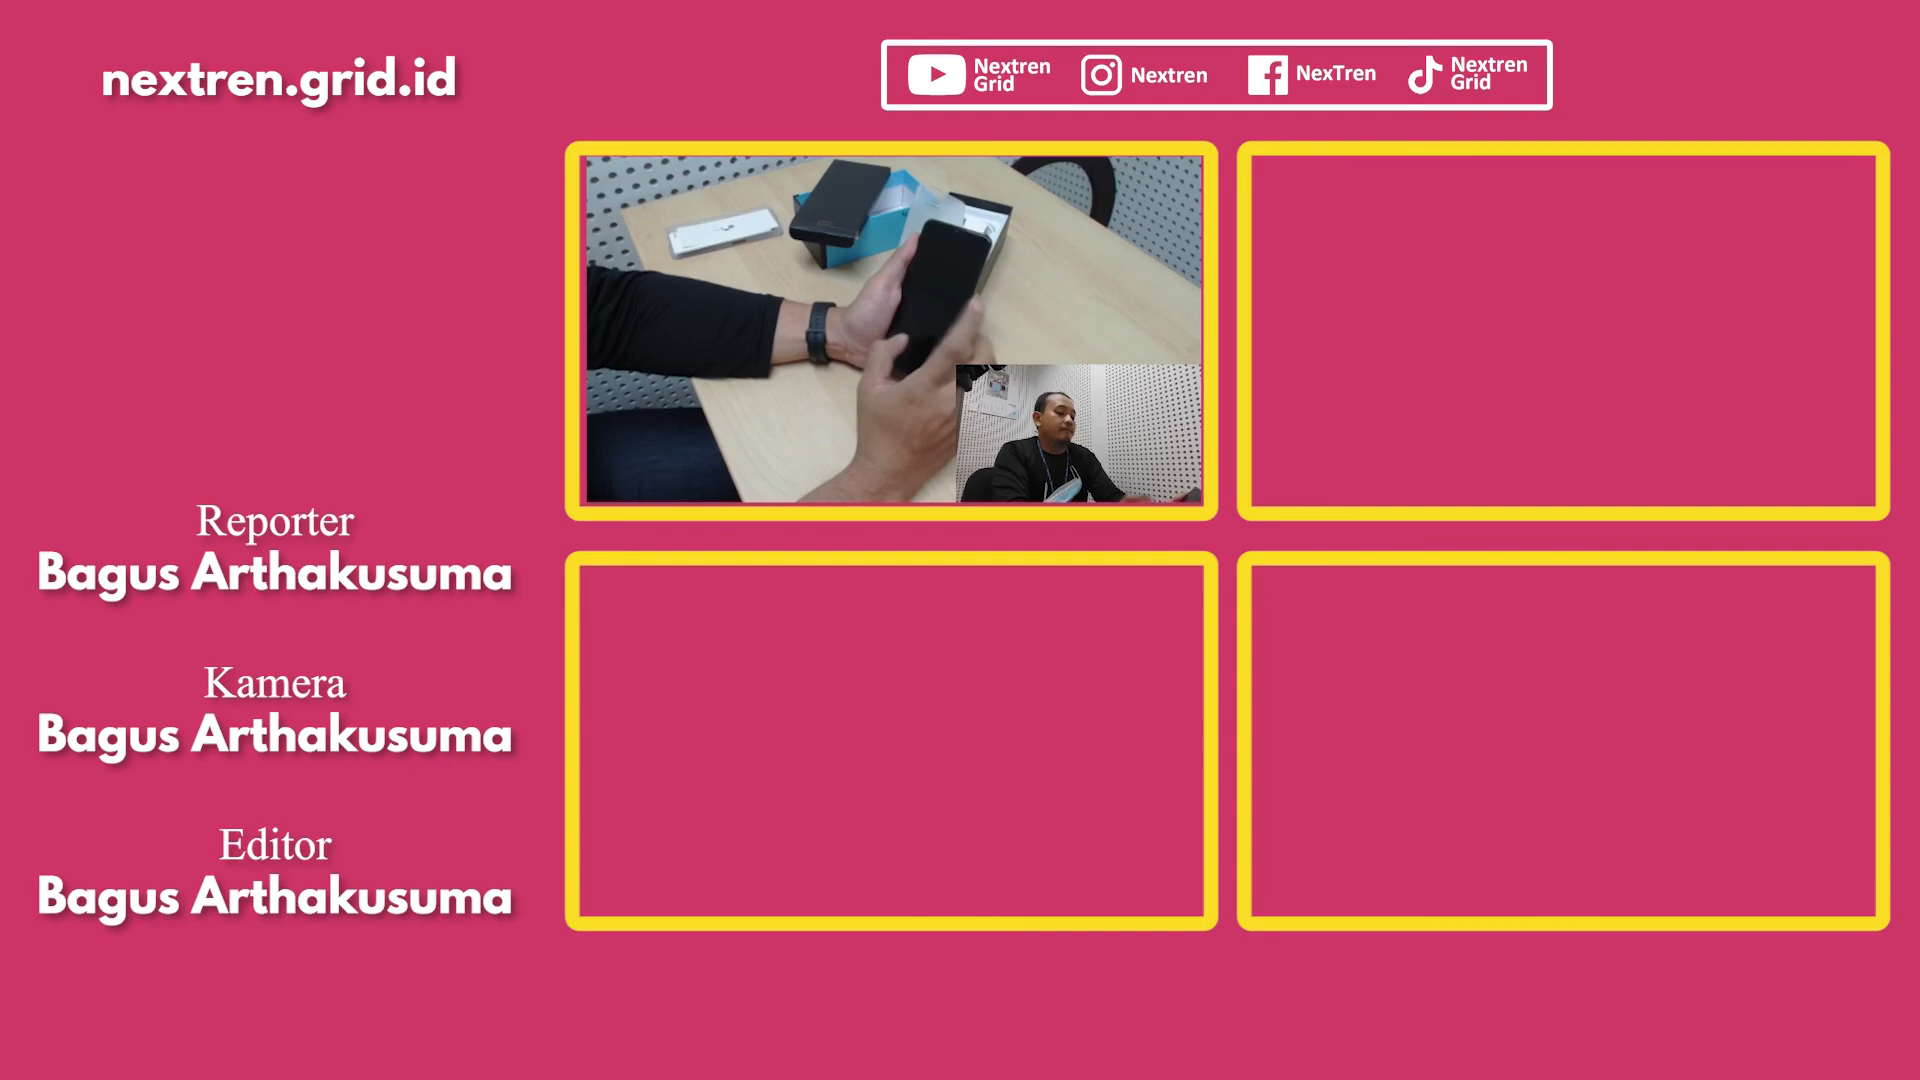 nextren.grid.id
Nextren
Grid
Nextren
NexTren
Nextren
Grid
Reporter
Bagus Arthakusuma
Kamera
Bagus Arthakusuma
Editor
Bagus Arthakusuma